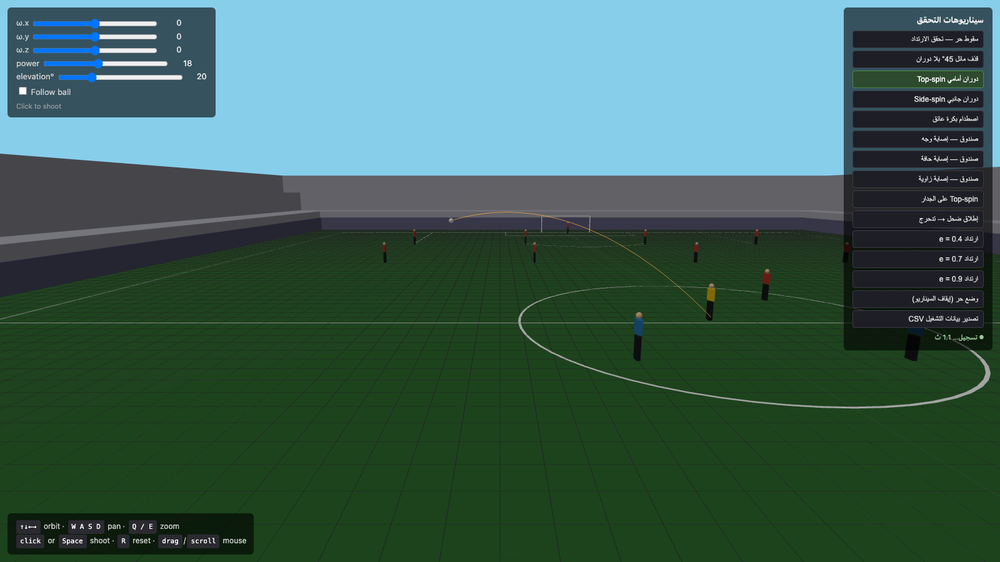 ω.x 0
ω.y 0
ω.z 0
power 18
elevation° 20
Follow ball
Click to shoot
سيناريوهات التحقق
سقوط حر — تحقق الارتداد
قذف مائل 45° بلا دوران
دوران أمامي Top-spin
دوران جانبي Side-spin
اصطدام بكرة عائق
صندوق — إصابة وجه
صندوق — إصابة حافة
صندوق — إصابة زاوية
Top-spin على الجدار
إطلاق ضحل → تدحرج
ارتداد e = 0.4
ارتداد e = 0.7
ارتداد e = 0.9
وضع حر (إيقاف السيناريو)
تصدير بيانات التشغيل CSV
● تسجيل... 1.1 ث
↑↓←→ orbit · W A S D pan · Q / E zoom
click or Space shoot · R reset · drag / scroll mouse